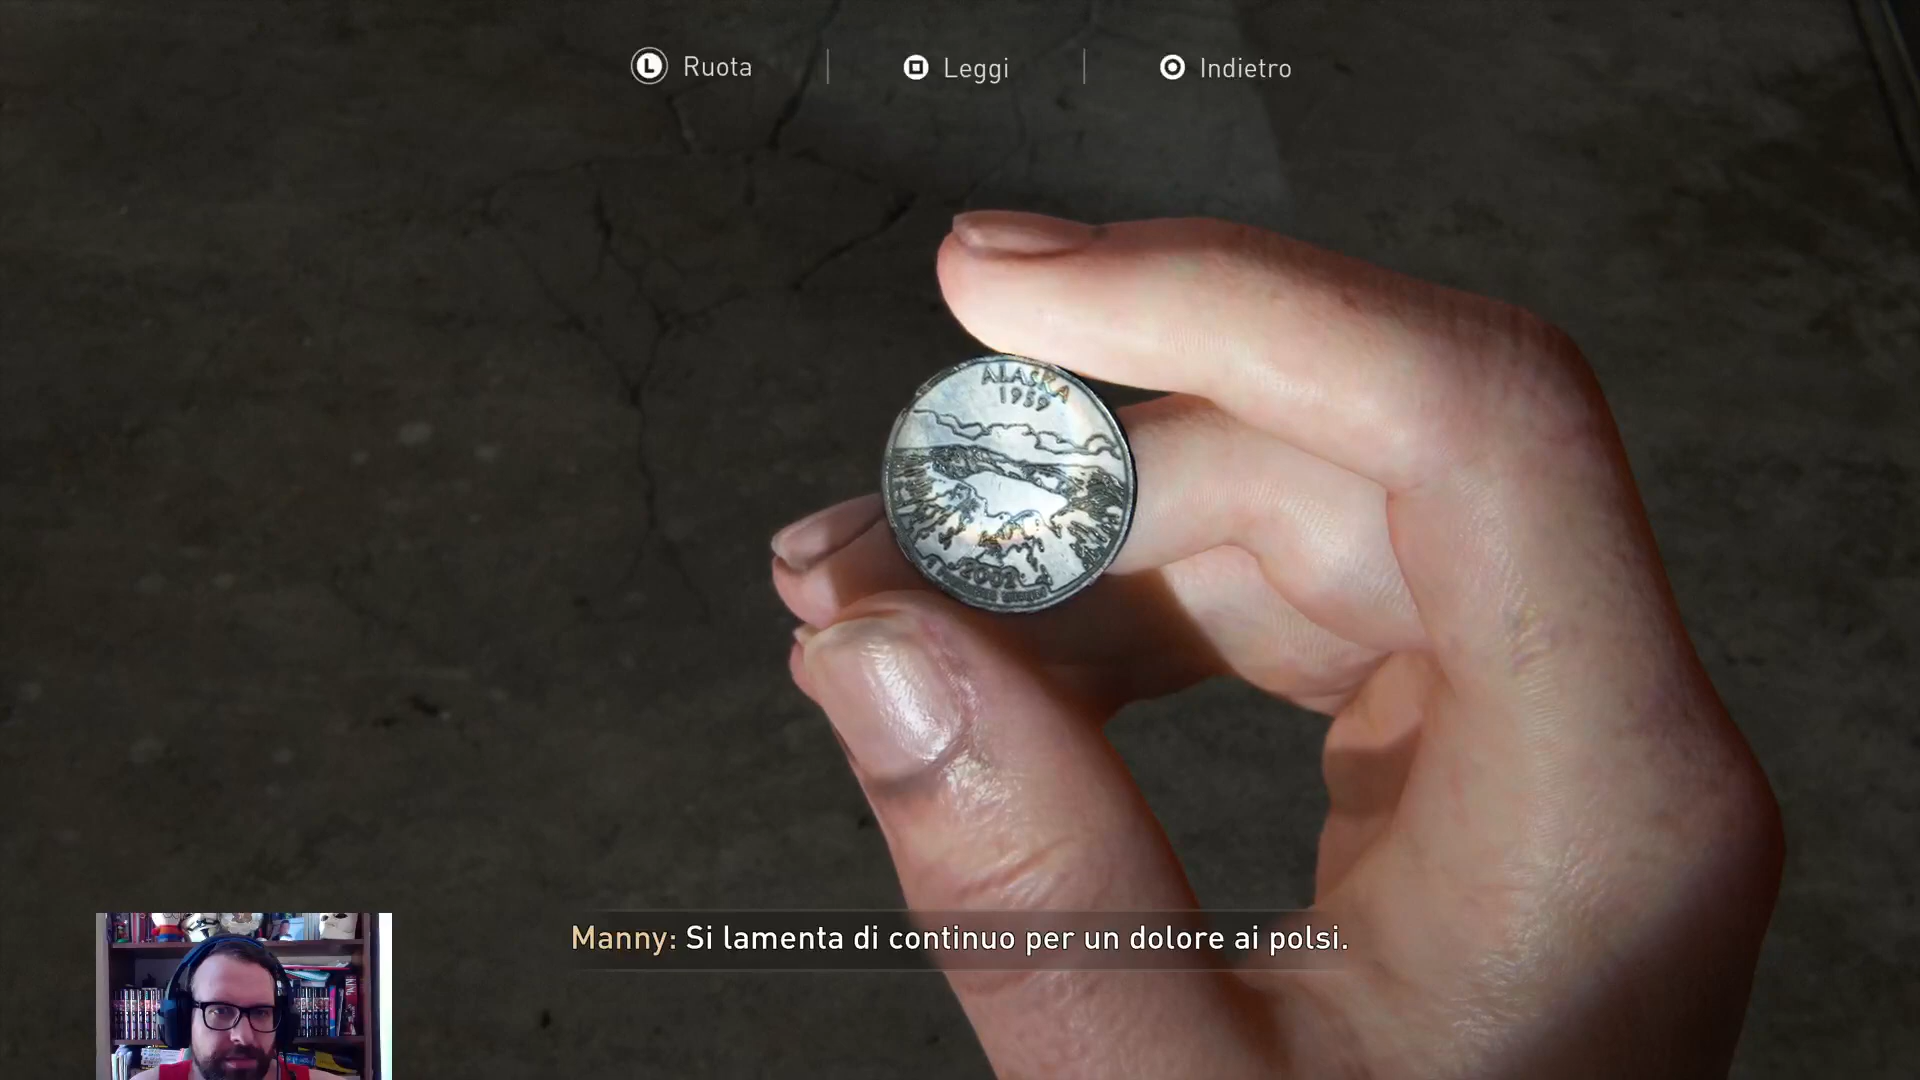 L Ruota
Leggi
Indietro
ALASKA
1959
2002
Manny: Si lamenta di continuo per un dolore ai polsi.